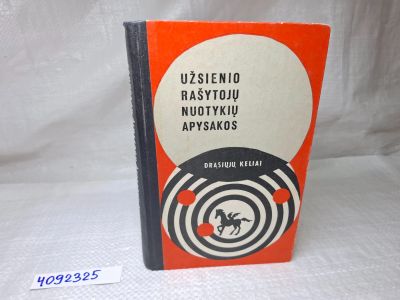 UŽSIENIO
RAŠYTOJŲ
NUOTYKIŲ
APYSAKOS
DRĄSIŲJŲ KELIAI
4092325